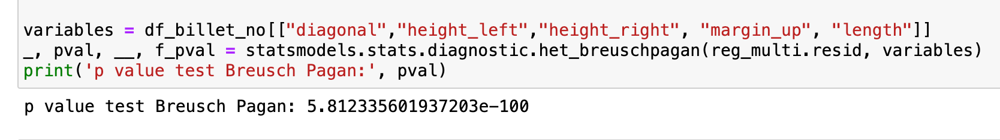 variables = df_billet_no[["diagonal","height_left","height_right", "margin_up", "length"]]
_, pval, __, f_pval = statsmodels.stats.diagnostic.het_breuschpagan(reg_multi.resid, variables)
print('p value test Breusch Pagan:', pval)
p value test Breusch Pagan: 5.812335601937203e-100